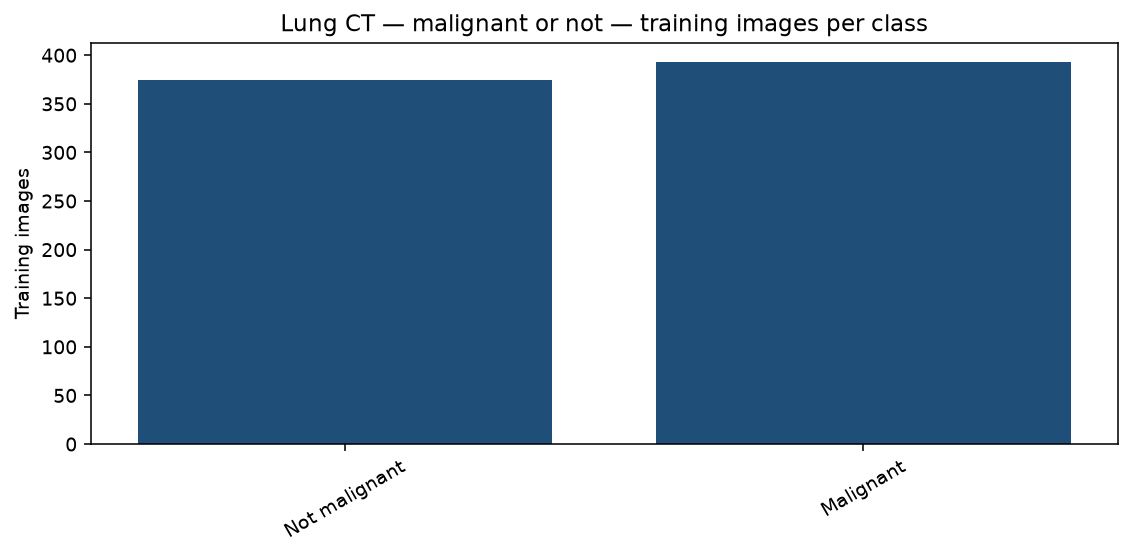 Lung CT — malignant or not — training images per class
Training images
400
350
300
250
200
150
100
50
0
Not malignant
Malignant